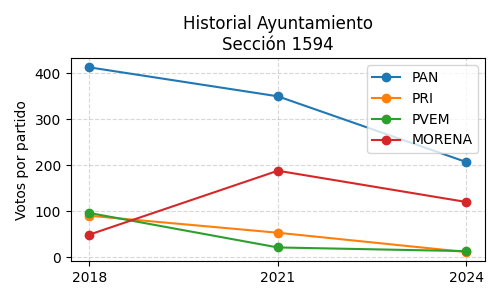 Historial Ayuntamiento
Sección 1594
Votos por partido
400
300
200
100
0
2018
2021
2024
PAN
PRI
PVEM
MORENA